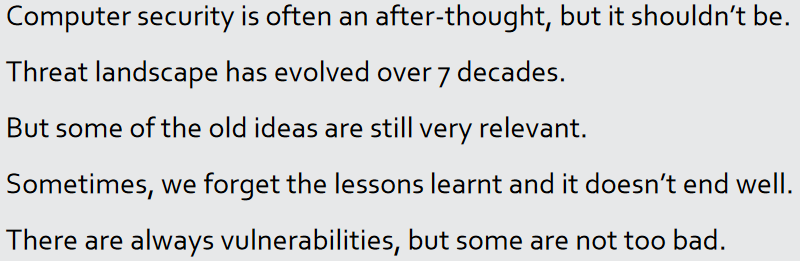 Computer security is often an after-thought, but it shouldn’t be.
Threat landscape has evolved over 7 decades.
But some of the old ideas are still very relevant.
Sometimes, we forget the lessons learnt and it doesn’t end well.
There are always vulnerabilities, but some are not too bad.